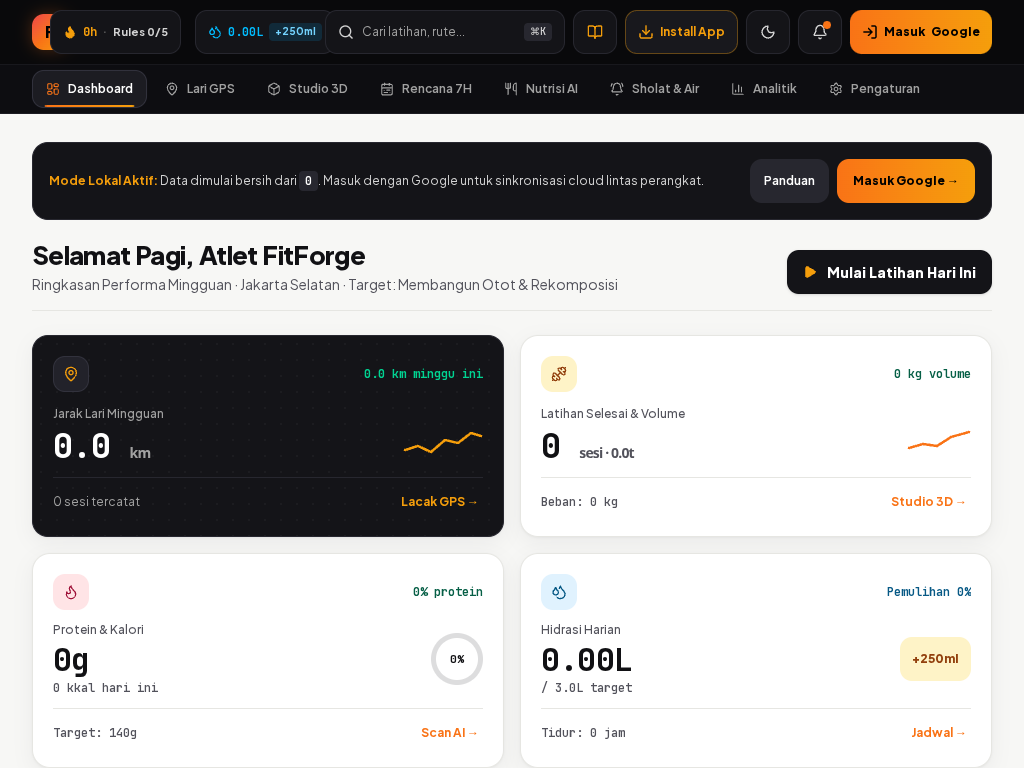 0h · Rules 0/5
0.00L +250ml
Cari latihan, rute... ⌘K
Install App
Masuk Google
Dashboard
Lari GPS
Studio 3D
Rencana 7H
Nutrisi AI
Sholat & Air
Analitik
Pengaturan
Mode Lokal Aktif: Data dimulai bersih dari 0. Masuk dengan Google untuk sinkronisasi cloud lintas perangkat.
Panduan
Masuk Google →
Selamat Pagi, Atlet FitForge
Ringkasan Performa Mingguan · Jakarta Selatan · Target: Membangun Otot & Rekomposisi
Mulai Latihan Hari Ini
0.0 km minggu ini
Jarak Lari Mingguan
0.0 km
0 sesi tercatat
Lacak GPS →
0 kg volume
Latihan Selesai & Volume
0 sesi · 0.0t
Beban: 0 kg
Studio 3D →
0% protein
Protein & Kalori
0g
0%
0 kkal hari ini
Target: 140g
Scan AI →
Pemulihan 0%
Hidrasi Harian
0.00L
+250ml
/ 3.0L target
Tidur: 0 jam
Jadwal →